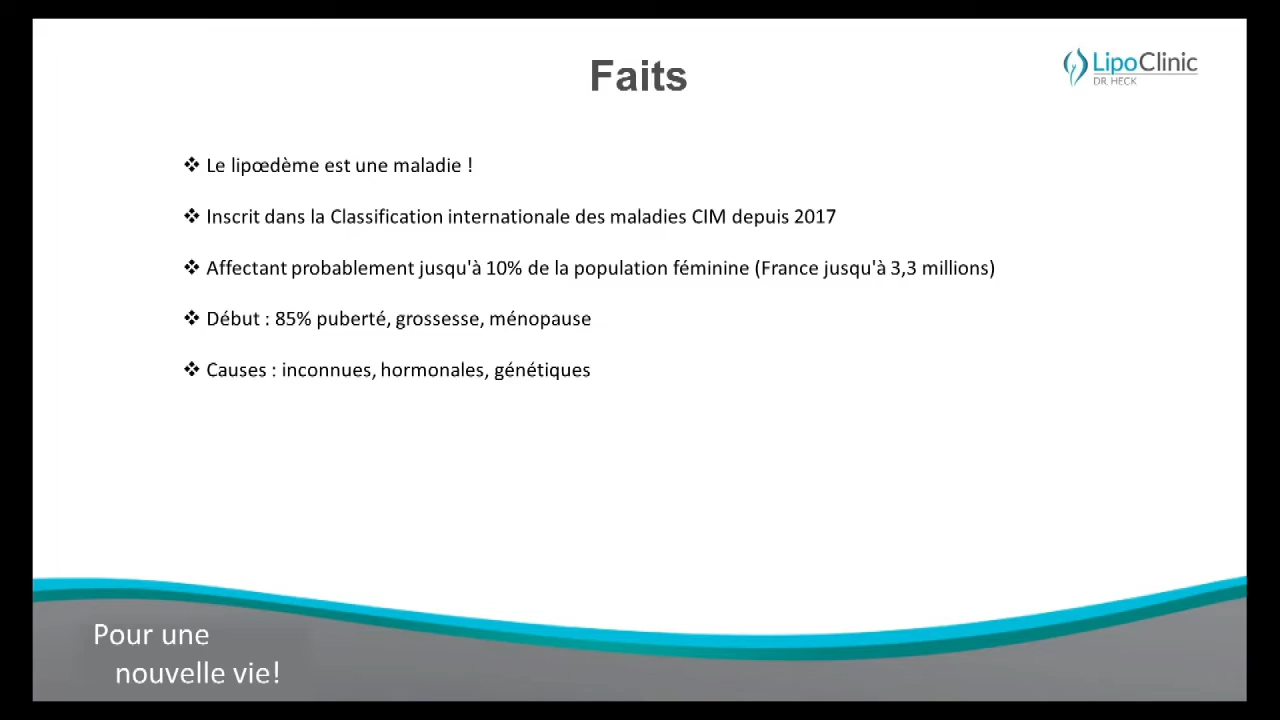 Faits
LipoClinic
DR. HECK
❖ Le lipœdème est une maladie !
❖ Inscrit dans la Classification internationale des maladies CIM depuis 2017
❖ Affectant probablement jusqu'à 10% de la population féminine (France jusqu'à 3,3 millions)
❖ Début : 85% puberté, grossesse, ménopause
❖ Causes : inconnues, hormonales, génétiques
Pour une
nouvelle vie!